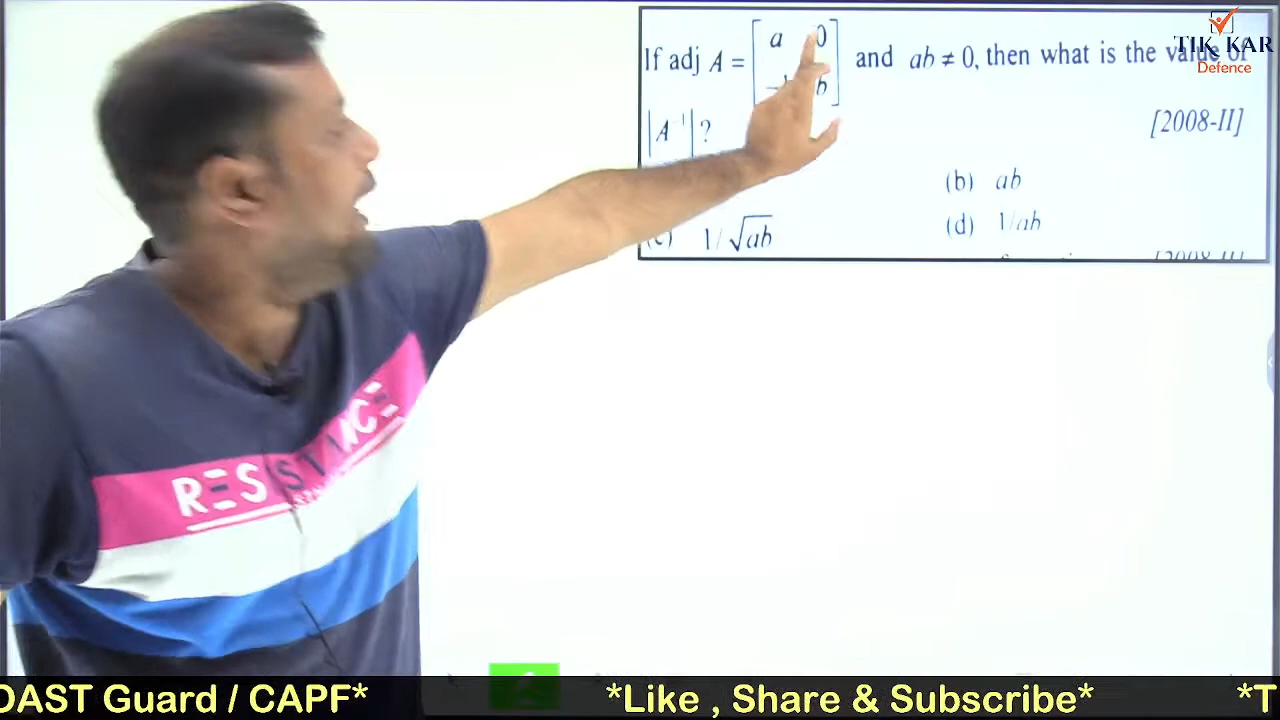 If adj A = [ a 0
b ] and ab ≠ 0, then what is the value of
|A⁻¹| ?
[2008-II]
(b) ab
1/√ab
(d) 1/ab
TIK KAR
Defence
RESISTANCE
OAST Guard / CAPF*
*Like , Share & Subscribe*
*T